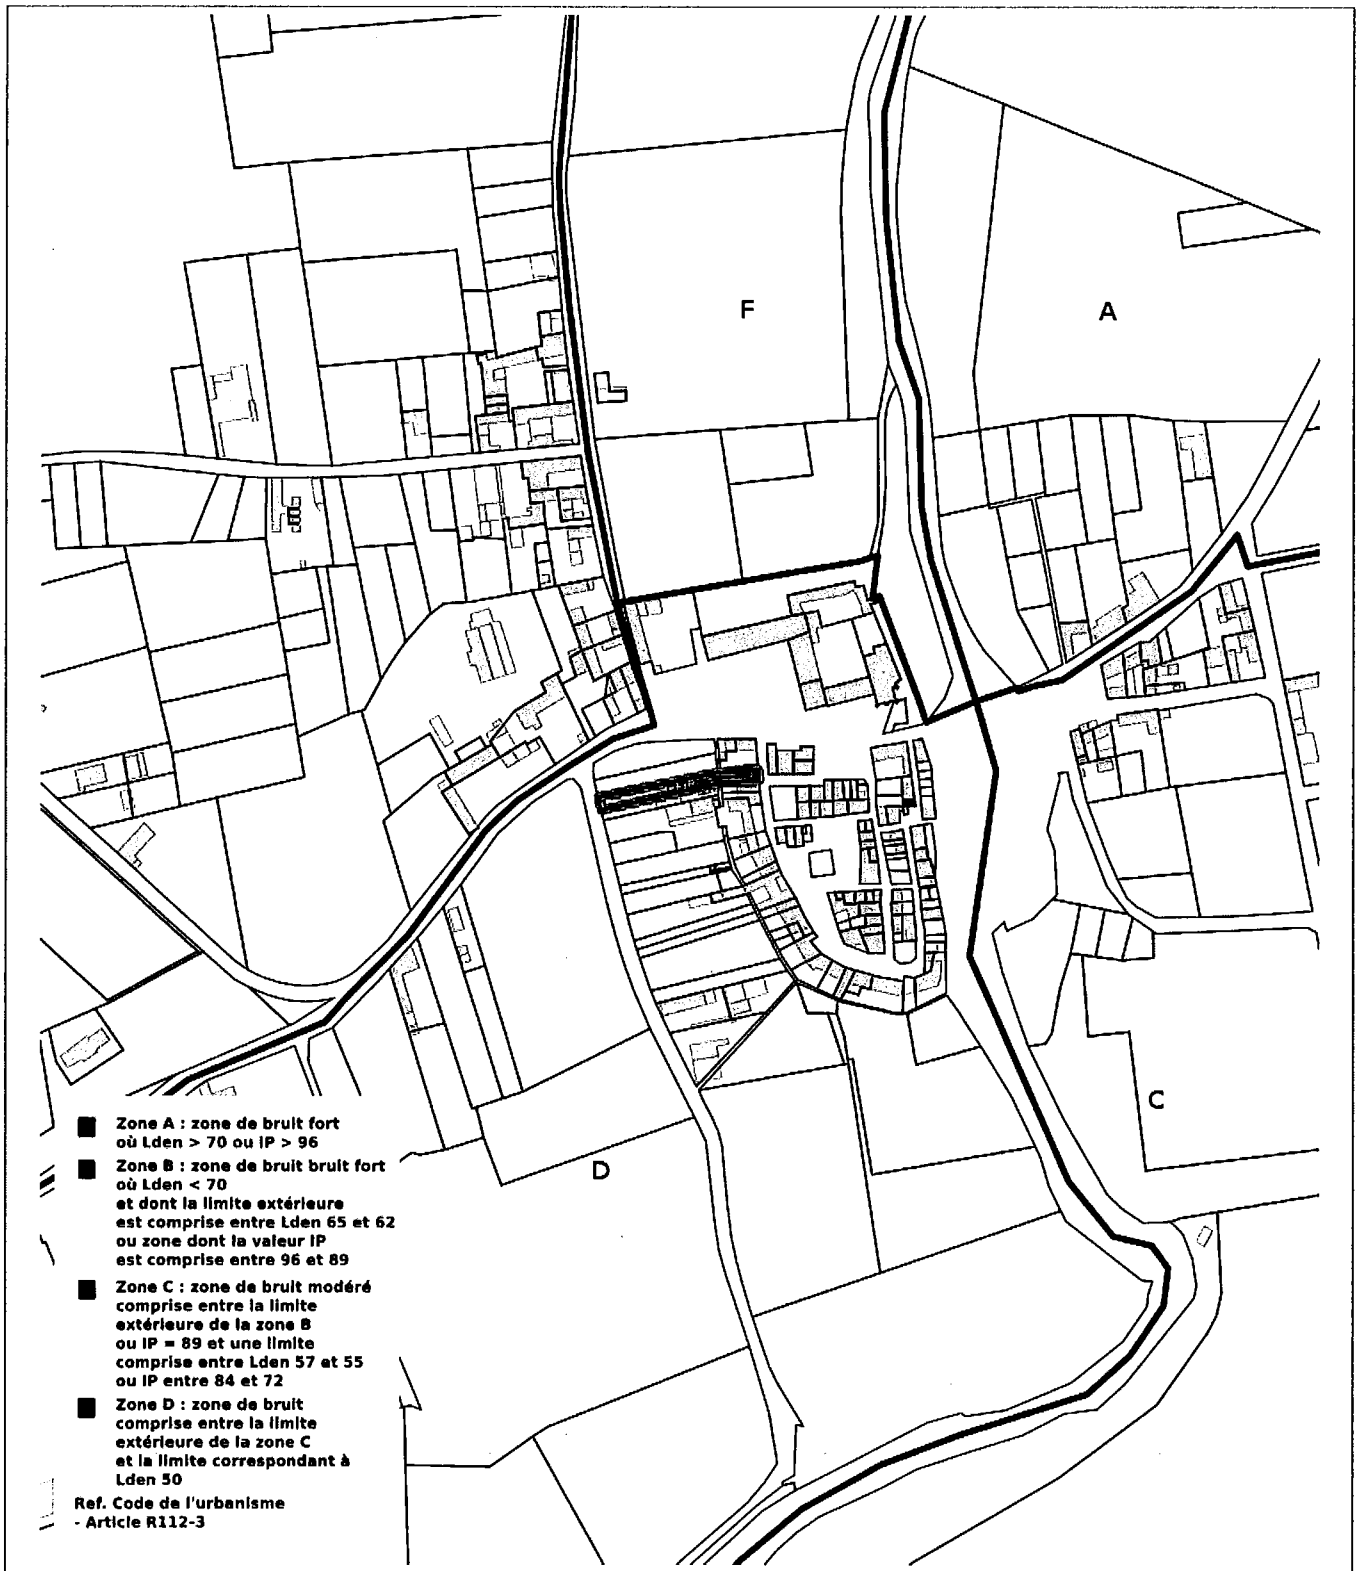 F
A
C
D
Zone A : zone de bruit fort
où Lden > 70 ou IP > 96
Zone B : zone de bruit bruit fort
où Lden < 70
et dont la limite extérieure
est comprise entre Lden 65 et 62
ou zone dont la valeur IP
est comprise entre 96 et 89
Zone C : zone de bruit modéré
comprise entre la limite
extérieure de la zone B
ou IP = 89 et une limite
comprise entre Lden 57 et 55
ou IP entre 84 et 72
Zone D : zone de bruit
comprise entre la limite
extérieure de la zone C
et la limite correspondant à
Lden 50
Ref. Code de l'urbanisme
- Article R112-3